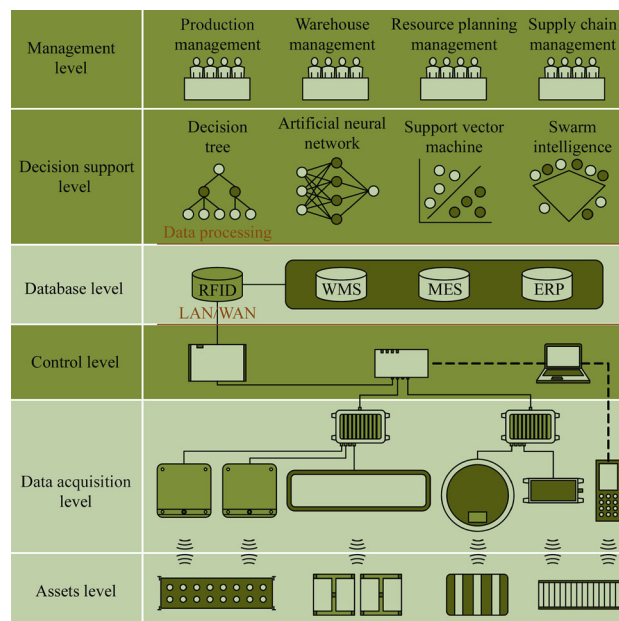 Management
level
Production
management
Warehouse
management
Resource planning
management
Supply chain
management
Decision support
level
Decision
tree
Artificial neural
network
Support vector
machine
Swarm
intelligence
Data processing
Database level
RFID
WMS
MES
ERP
LAN/WAN
Control level
Data acquisition
level
Assets level